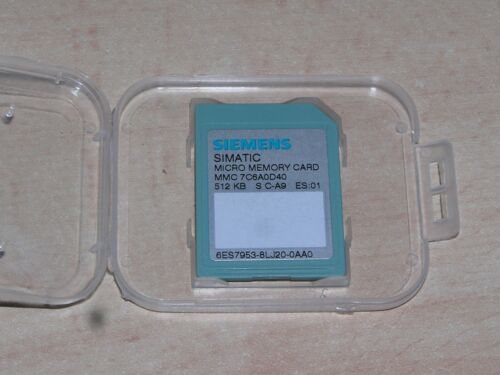 SIEMENS
SIMATIC
MICRO MEMORY CARD
MMC 7C6A0D40
512 KB S C-A9 ES:01
6ES7953-8LJ20-0AA0